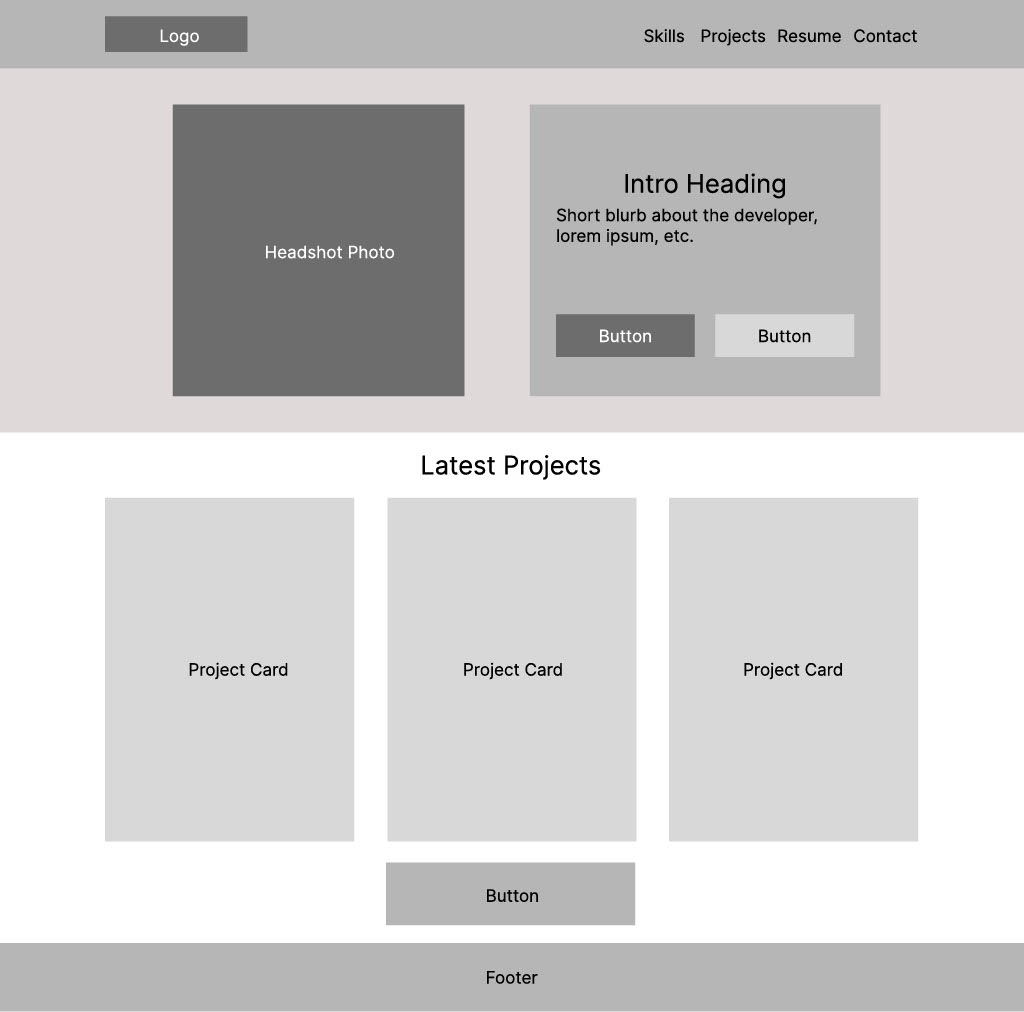 Logo
Skills Projects Resume Contact
Headshot Photo
Intro Heading
Short blurb about the developer,
lorem ipsum, etc.
Button
Button
Latest Projects
Project Card
Project Card
Project Card
Button
Footer